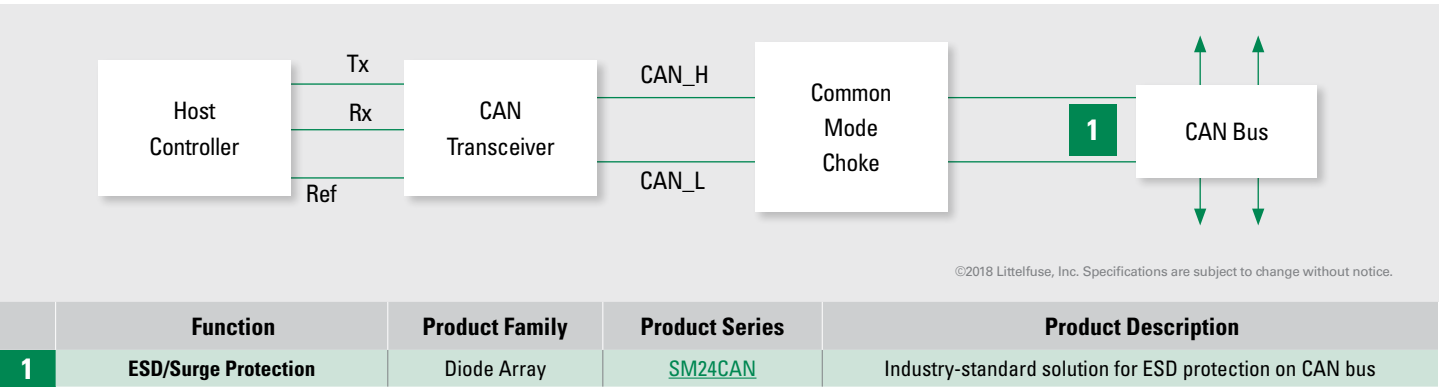 Host
Controller
Tx
Rx
Ref
CAN
Transceiver
CAN_H
CAN_L
Common
Mode
Choke
1
CAN Bus
©2018 Littelfuse, Inc. Specifications are subject to change without notice.
Function Product Family Product Series Product Description
1 ESD/Surge Protection Diode Array SM24CAN Industry-standard solution for ESD protection on CAN bus